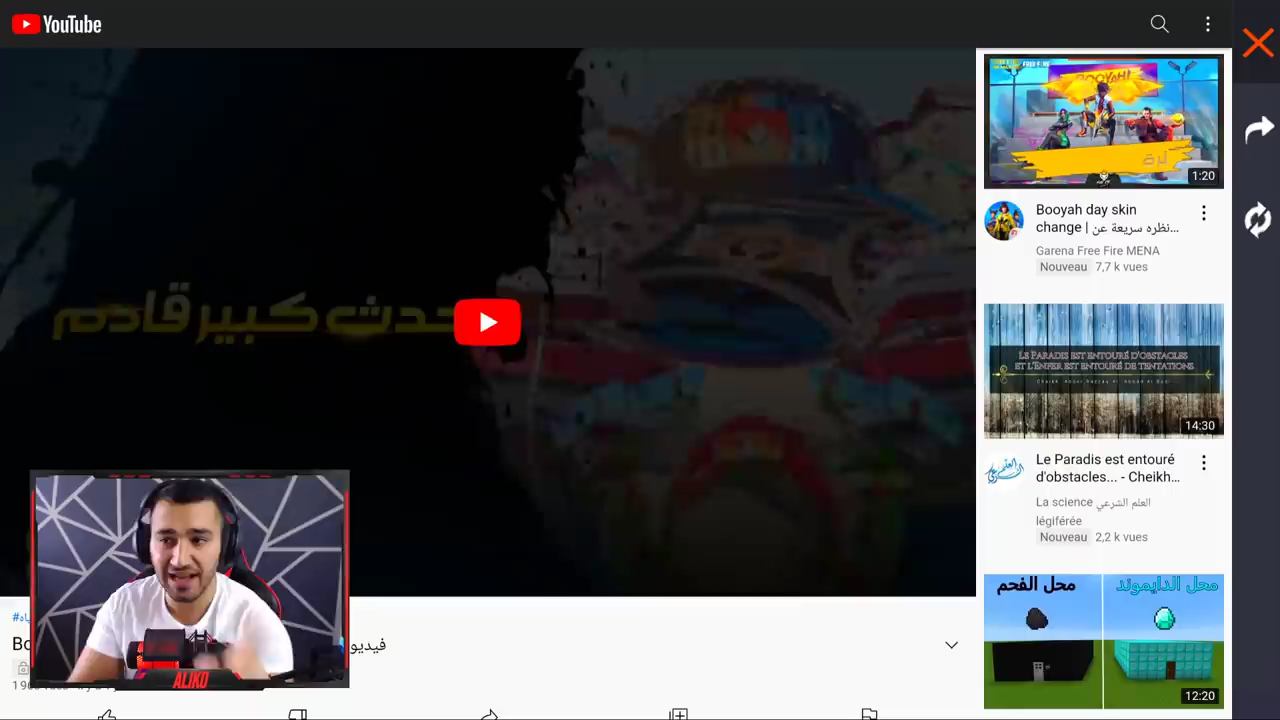 YouTube
حدث كبير قادم
BOOYAH!
1:20
Booyah day skin
change | نظره سريعة عن...
Garena Free Fire MENA
Nouveau 7,7 k vues
LE PARADIS EST ENTOURÉ D'OBSTACLES
ET L'ENFER EST ENTOURÉ DE TENTATIONS
14:30
Le Paradis est entouré
d'obstacles... - Cheikh...
La science العلم الشرعي
légiférée
Nouveau 2,2 k vues
محل الفحم
محل الدايموند
12:20
فيديو
ALIKO